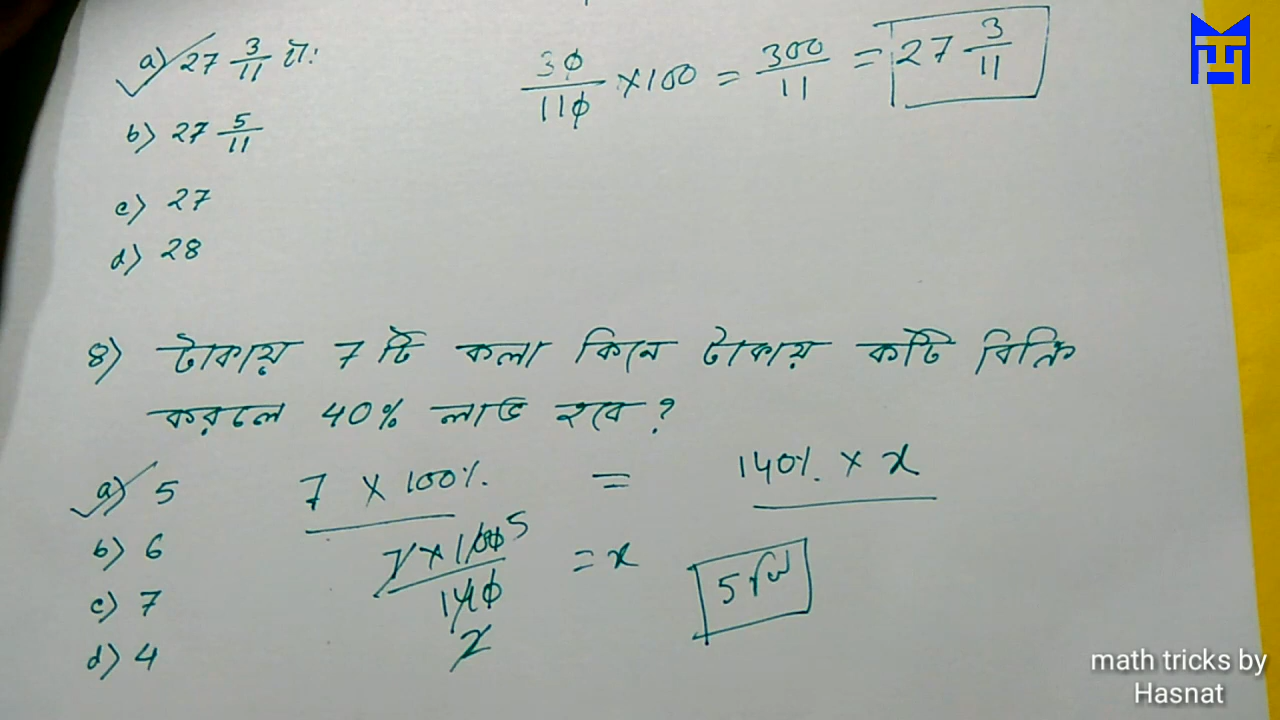 a) 27 3/11 টা:
30/110 × 100 = 300/11 = 27 3/11
b) 27 5/11
c) 27
d) 28
8) টাকায় 7 টি কলা কিনে টাকায় কটি বিক্রি
করলে 40% লাভ হবে?
a) 5
7 × 100% = 140% × x
b) 6
7 × 100 5 / 140 2 = x
5 টি
c) 7
d) 4
math tricks by
Hasnat